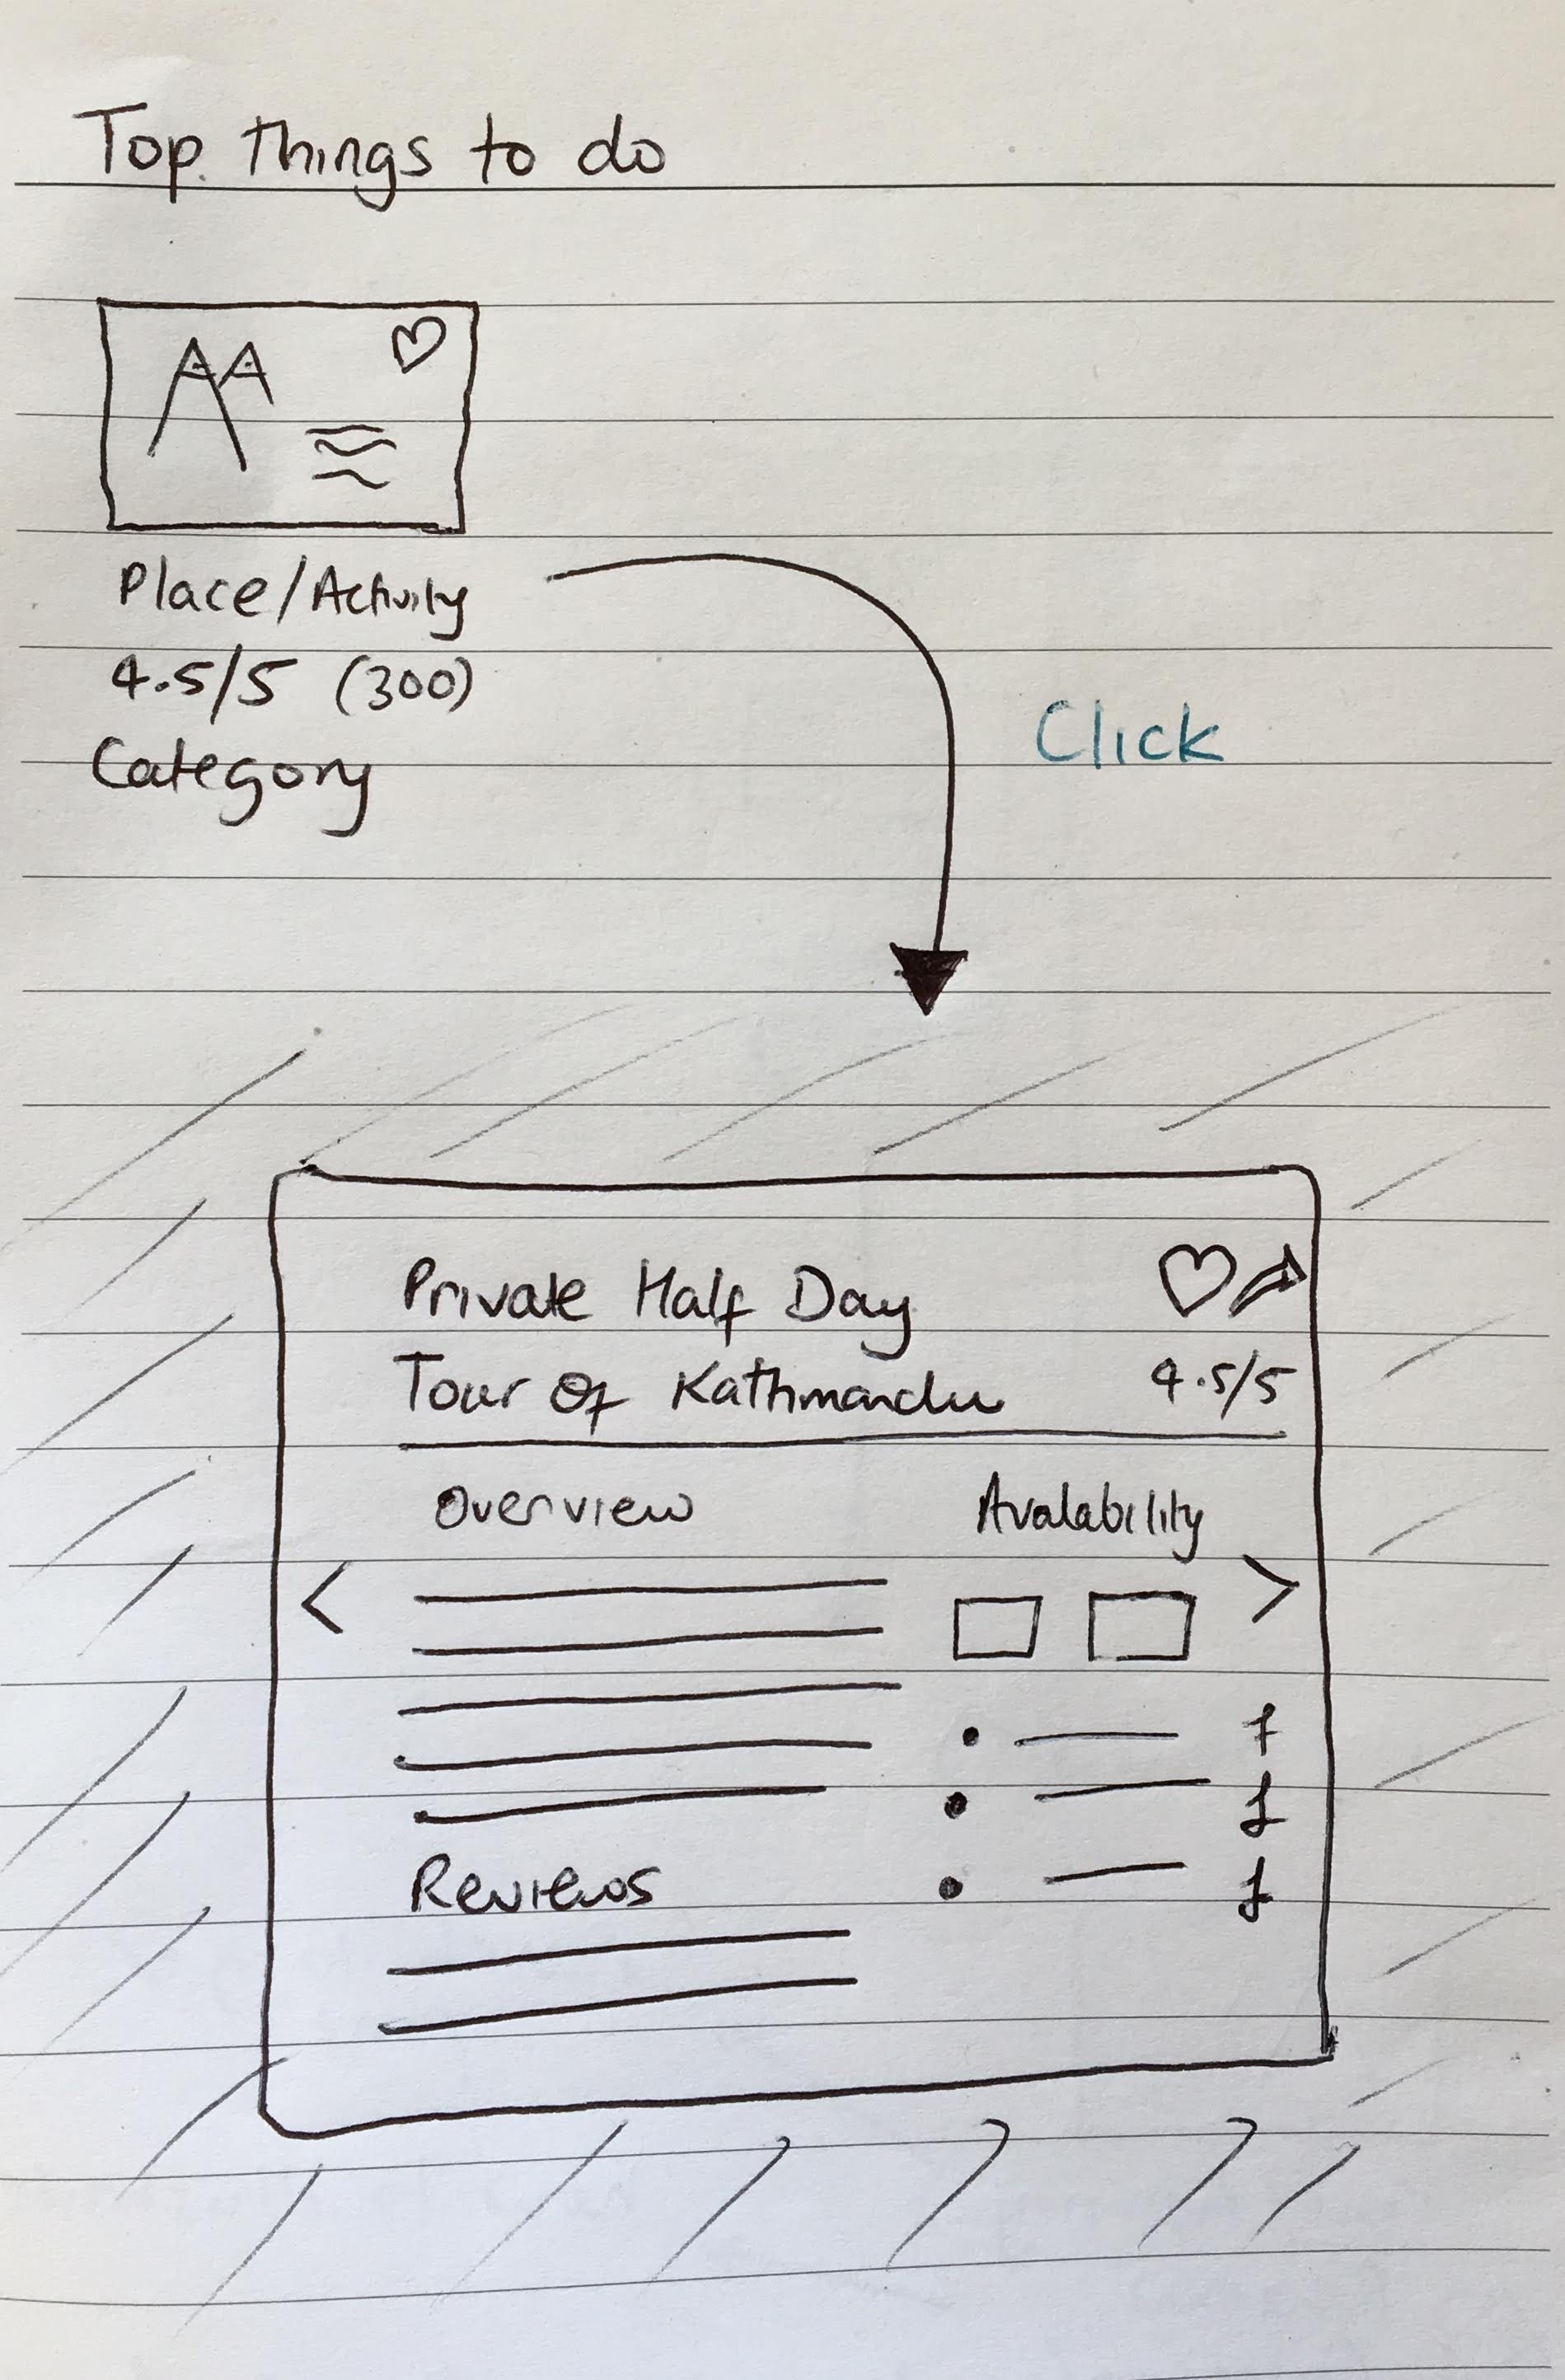 Top things to do
Place/Activity
4.5/5 (300)
Category
Click
Private Half Day
Tour of Kathmandu
4.5/5
Overview
Avalability
<
>
£
£
£
Reviews